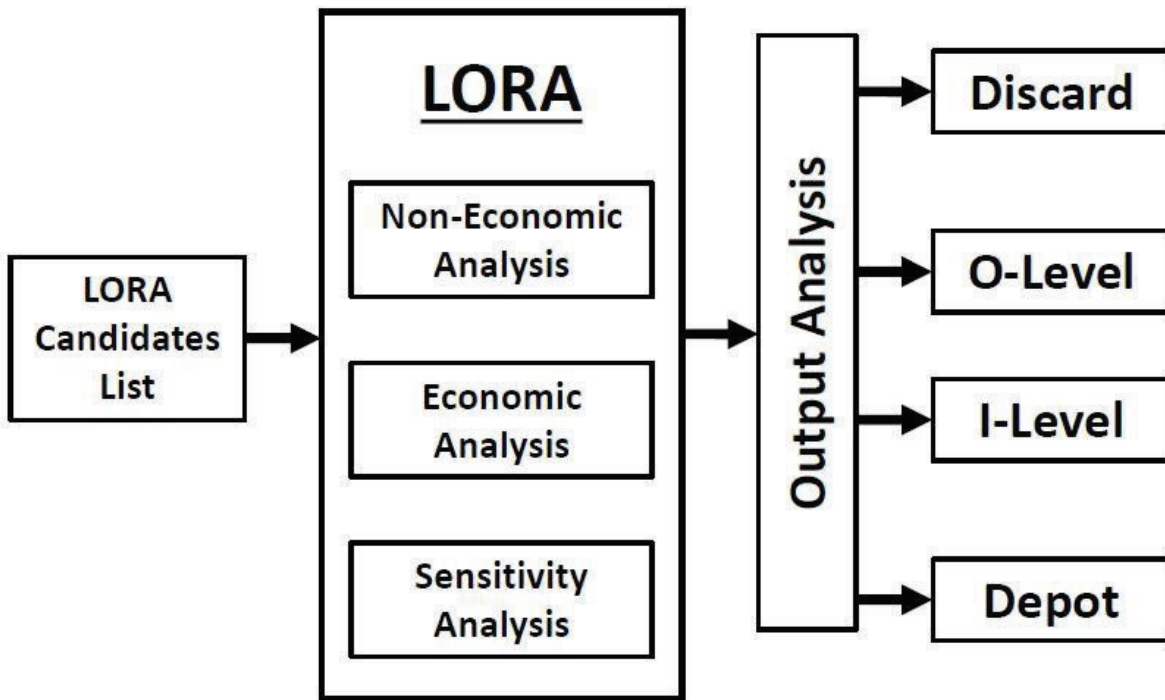 LORA
Candidates
List
LORA
Non-Economic
Analysis
Economic
Analysis
Sensitivity
Analysis
Output Analysis
Discard
O-Level
I-Level
Depot